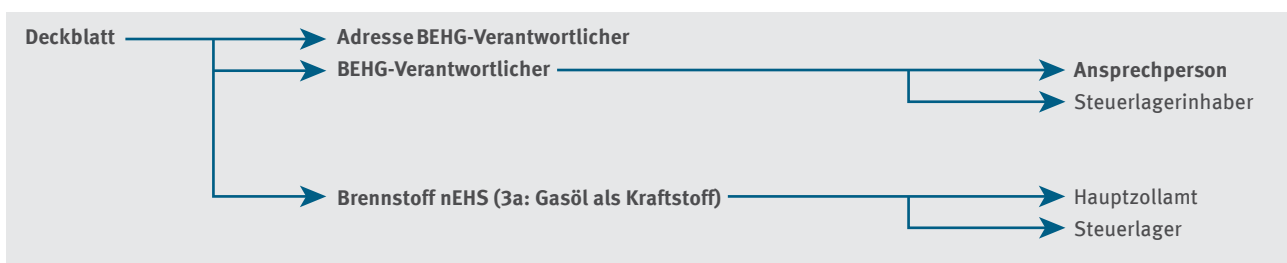 Deckblatt
Adresse BEHG-Verantwortlicher
BEHG-Verantwortlicher
Ansprechperson
Steuerlagerinhaber
Brennstoff nEHS (3a: Gasöl als Kraftstoff)
Hauptzollamt
Steuerlager